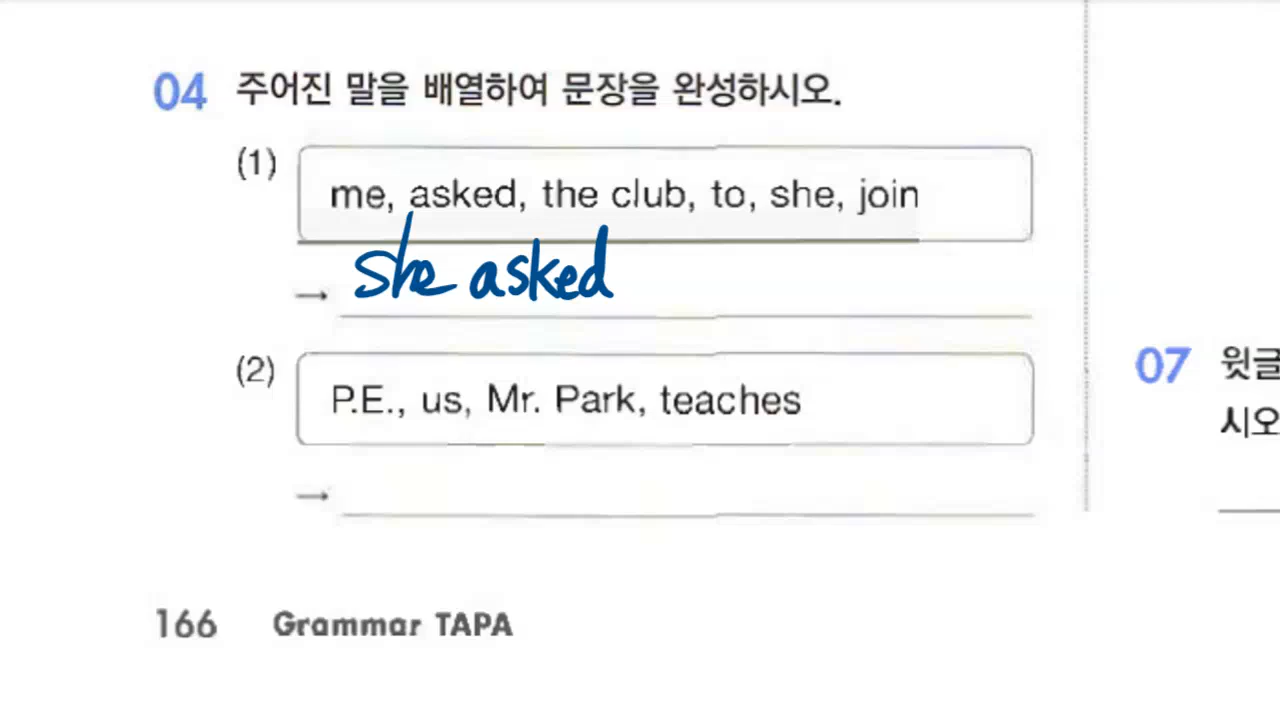 04 주어진 말을 배열하여 문장을 완성하시오.
(1)
me, asked, the club, to, she, join
→ she asked
(2)
P.E., us, Mr. Park, teaches
→
07 윗글
시오
166 Grammar TAPA